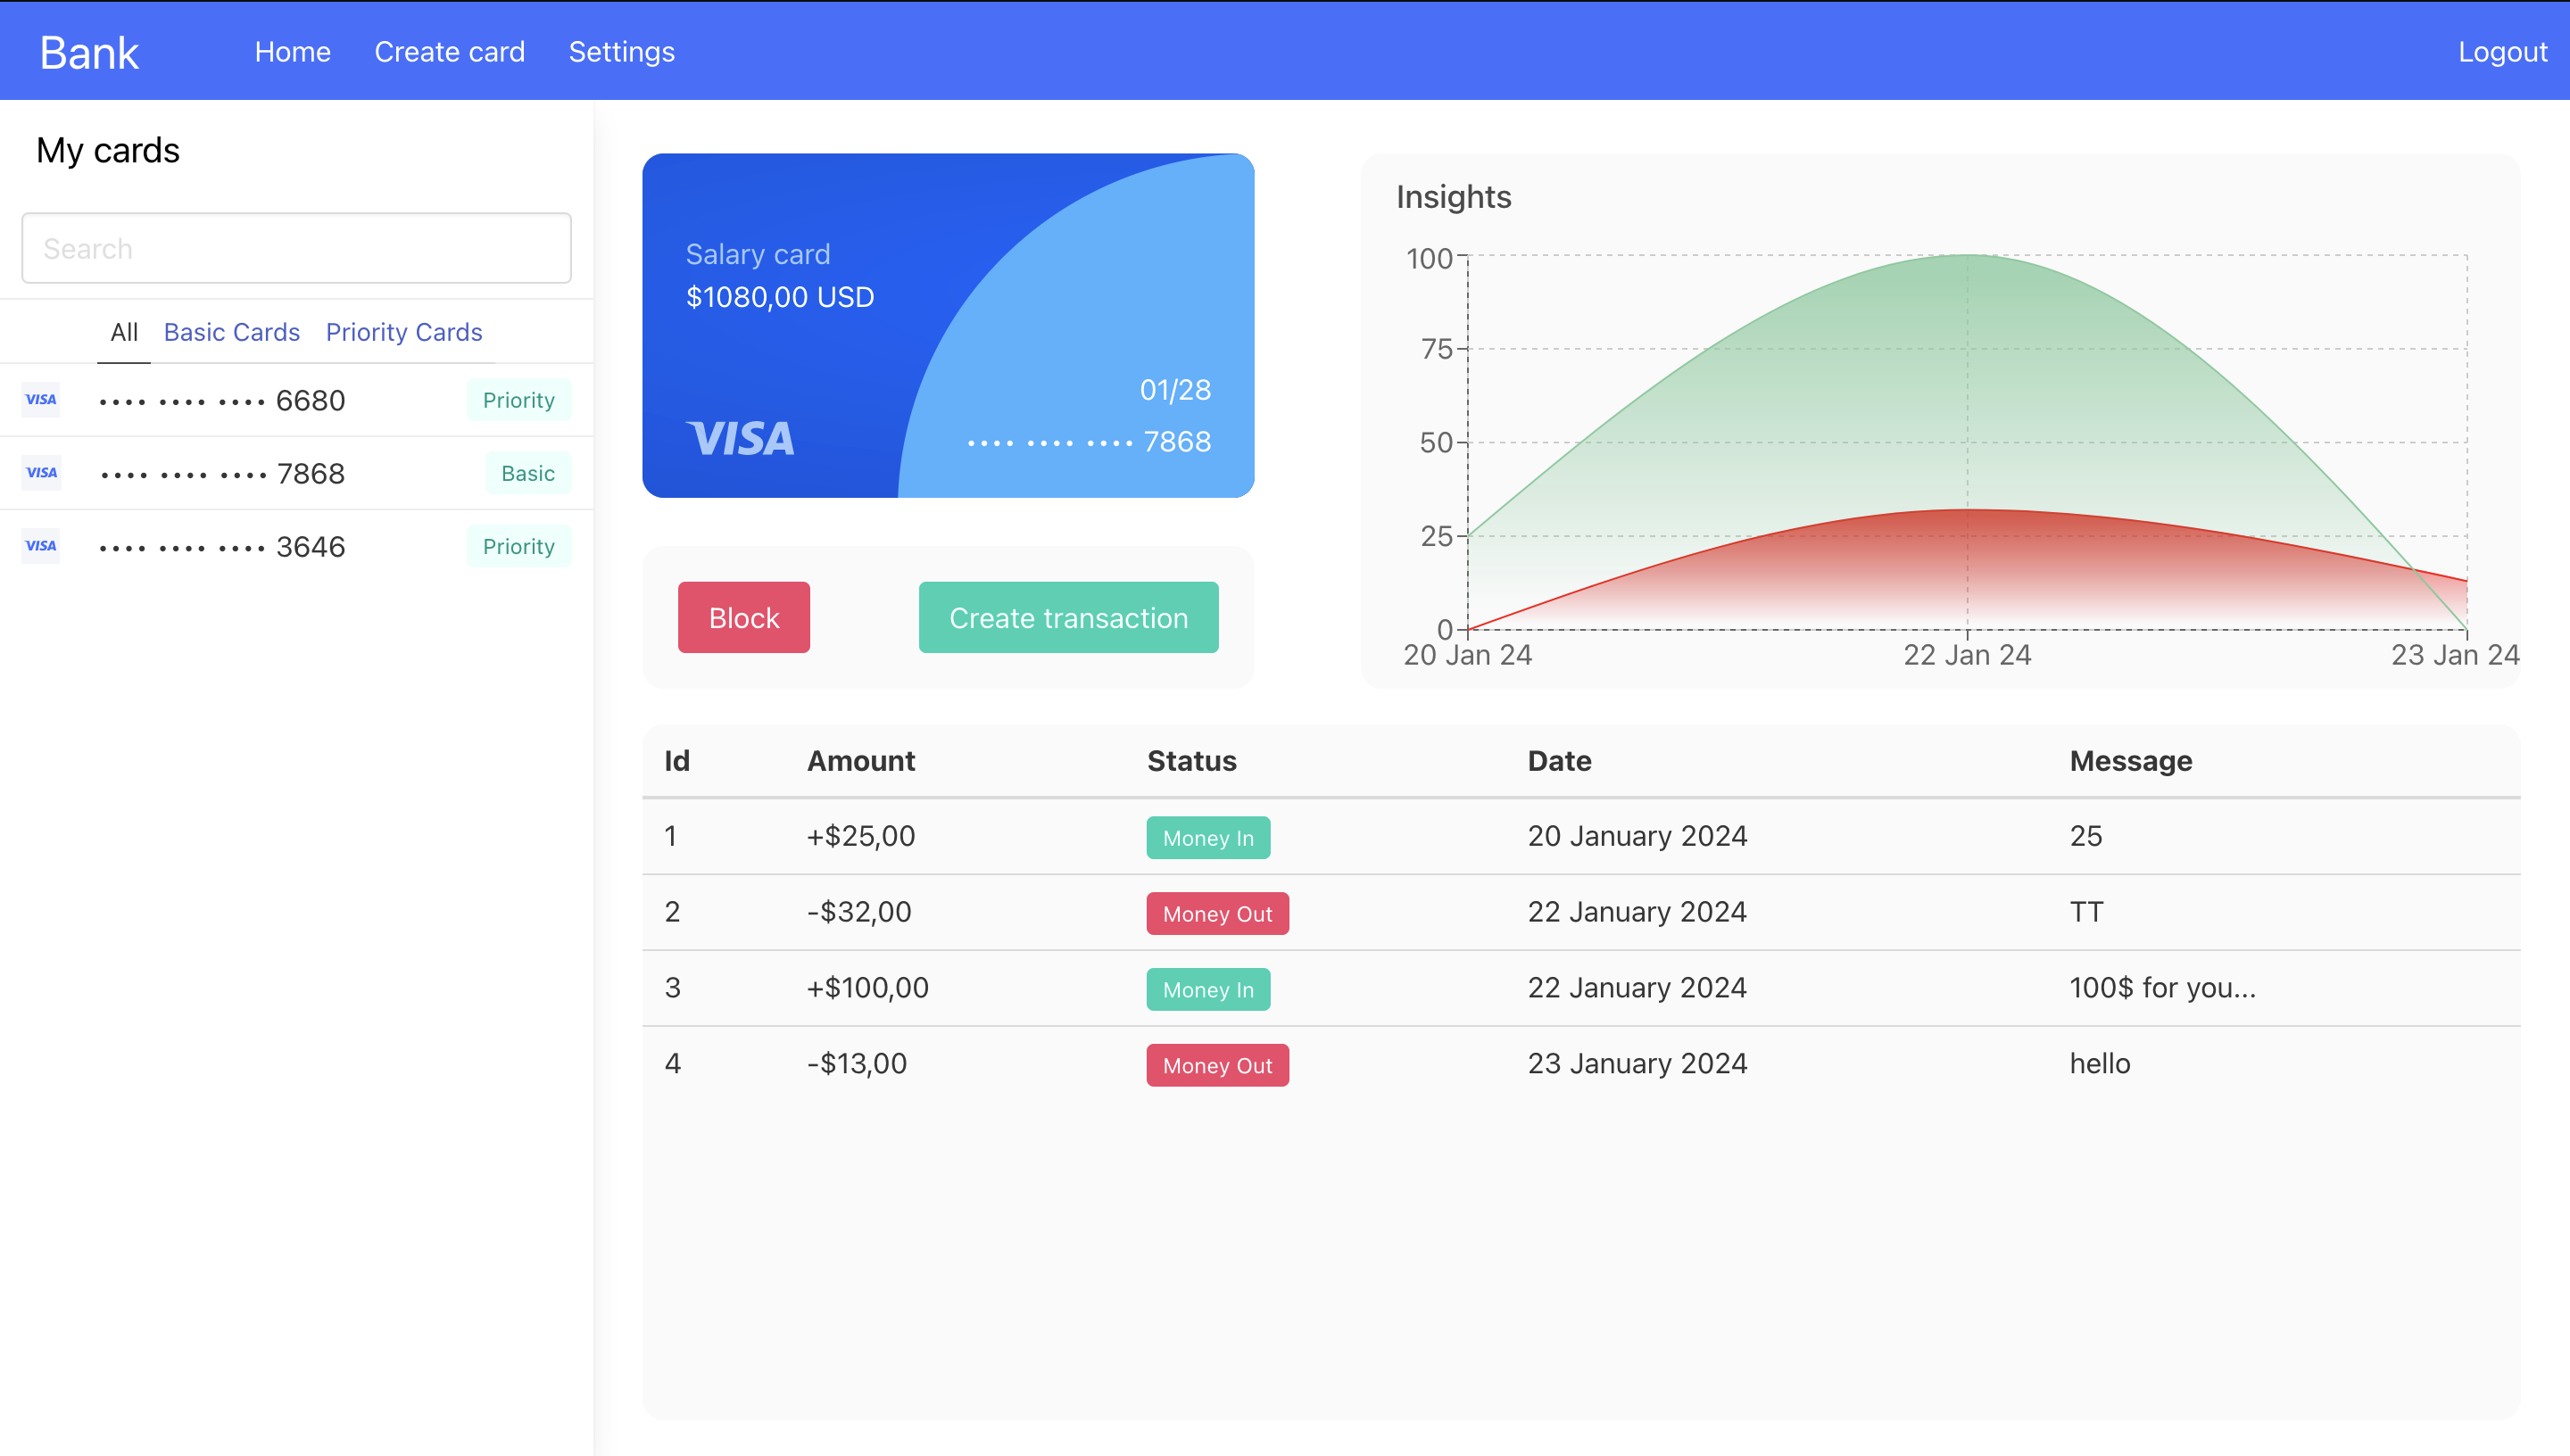 Bank Home Create card Settings Logout
My cards
Search
All Basic Cards Priority Cards
VISA •••• •••• •••• 6680 Priority
VISA •••• •••• •••• 7868 Basic
VISA •••• •••• •••• 3646 Priority
Salary card
$1080,00 USD
01/28
VISA •••• •••• •••• 7868
Block Create transaction
Insights
100
75
50
25
0
20 Jan 24 22 Jan 24 23 Jan 24
Id Amount Status Date Message
1 +$25,00 Money In 20 January 2024 25
2 -$32,00 Money Out 22 January 2024 TT
3 +$100,00 Money In 22 January 2024 100$ for you...
4 -$13,00 Money Out 23 January 2024 hello